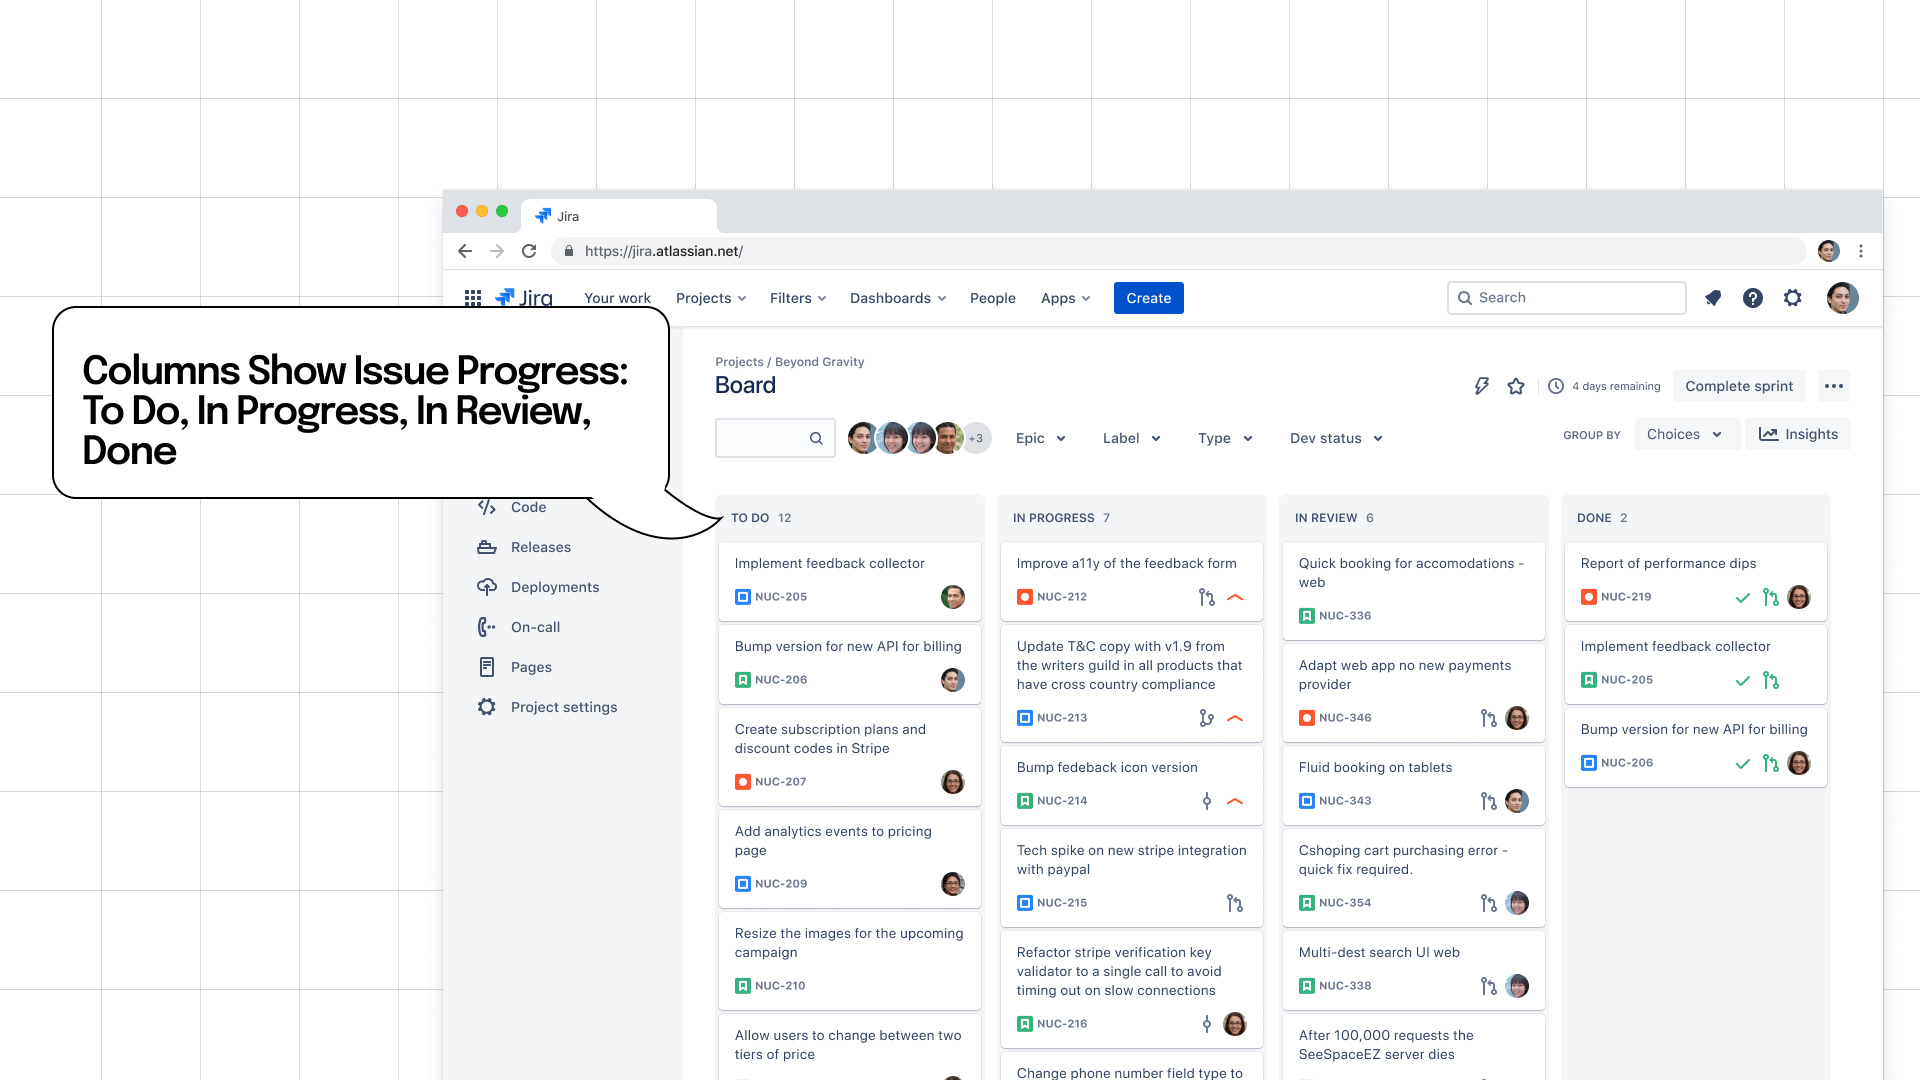 Jira
https://jira.atlassian.net/
Jira
Your work
Projects
Filters
Dashboards
People
Apps
Create
Search
Columns Show Issue Progress:
To Do, In Progress, In Review,
Done
Projects / Beyond Gravity
Board
4 days remaining
Complete sprint
+3
Epic
Label
Type
Dev status
GROUP BY
Choices
Insights
Code
Releases
Deployments
On-call
Pages
Project settings
TO DO 12
Implement feedback collector
NUC-205
Bump version for new API for billing
NUC-206
Create subscription plans and
discount codes in Stripe
NUC-207
Add analytics events to pricing
page
NUC-209
Resize the images for the upcoming
campaign
NUC-210
Allow users to change between two
tiers of price
IN PROGRESS 7
Improve a11y of the feedback form
NUC-212
Update T&C copy with v1.9 from
the writers guild in all products that
have cross country compliance
NUC-213
Bump fedeback icon version
NUC-214
Tech spike on new stripe integration
with paypal
NUC-215
Refactor stripe verification key
validator to a single call to avoid
timing out on slow connections
NUC-216
Change phone number field type to
IN REVIEW 6
Quick booking for accomodations -
web
NUC-336
Adapt web app no new payments
provider
NUC-346
Fluid booking on tablets
NUC-343
Cshoping cart purchasing error -
quick fix required.
NUC-354
Multi-dest search UI web
NUC-338
After 100,000 requests the
SeeSpaceEZ server dies
DONE 2
Report of performance dips
NUC-219
Implement feedback collector
NUC-205
Bump version for new API for billing
NUC-206